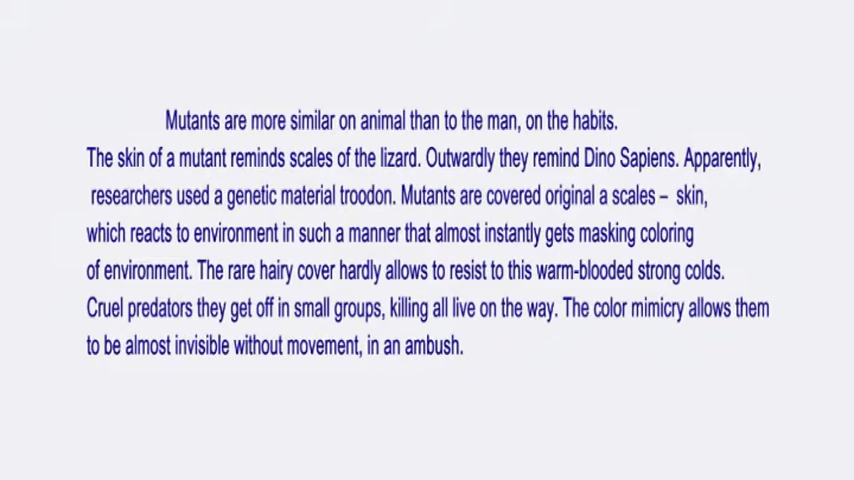 Mutants are more similar on animal than to the man, on the habits.
The skin of a mutant reminds scales of the lizard. Outwardly they remind Dino Sapiens. Apparently,
researchers used a genetic material troodon. Mutants are covered original a scales – skin,
which reacts to environment in such a manner that almost instantly gets masking coloring
of environment. The rare hairy cover hardly allows to resist to this warm-blooded strong colds.
Cruel predators they get off in small groups, killing all live on the way. The color mimicry allows them
to be almost invisible without movement, in an ambush.